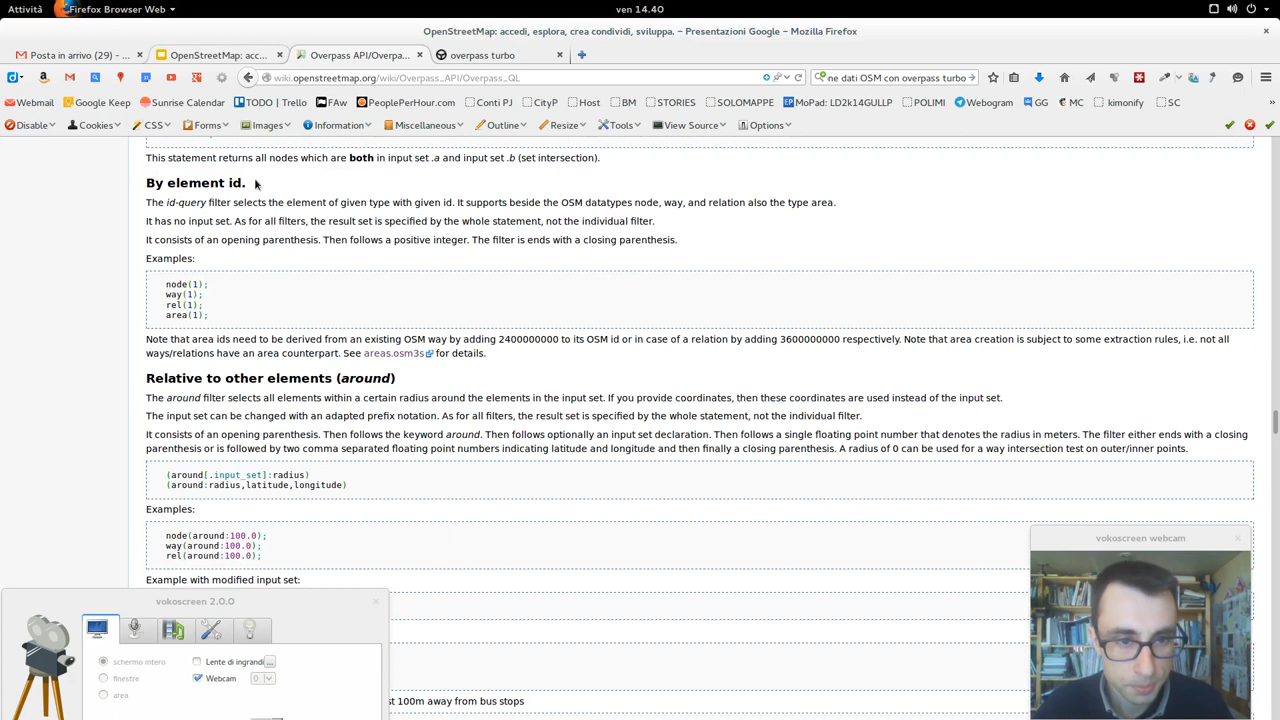 Attività Firefox Browser Web ven 14.40
OpenStreetMap: accedi, esplora, crea condividi, sviluppa. – Presentazioni Google – Mozilla Firefox
Posta in arrivo (29) - ... × OpenStreetMap: acc... × Overpass API/Overpa... × overpass turbo ×
wiki.openstreetmap.org/wiki/Overpass_API/Overpass_QL ne dati OSM con overpass turbo
Webmail Google Keep Sunrise Calendar TODO | Trello FAw PeoplePerHour.com Conti PJ CityP Host BM STORIES SOLOMAPPE MoPad: LD2k14GULLP POLIMI Webogram GG MC kimonify SC
Disable Cookies CSS Forms Images Information Miscellaneous Outline Resize Tools View Source Options
This statement returns all nodes which are both in input set .a and input set .b (set intersection).
By element id.
The id-query filter selects the element of given type with given id. It supports beside the OSM datatypes node, way, and relation also the type area.
It has no input set. As for all filters, the result set is specified by the whole statement, not the individual filter.
It consists of an opening parenthesis. Then follows a positive integer. The filter is ends with a closing parenthesis.
Examples:
node(1);
way(1);
rel(1);
area(1);
Note that area ids need to be derived from an existing OSM way by adding 2400000000 to its OSM id or in case of a relation by adding 3600000000 respectively. Note that area creation is subject to some extraction rules, i.e. not all
ways/relations have an area counterpart. See areas.osm3s for details.
Relative to other elements (around)
The around filter selects all elements within a certain radius around the elements in the input set. If you provide coordinates, then these coordinates are used instead of the input set.
The input set can be changed with an adapted prefix notation. As for all filters, the result set is specified by the whole statement, not the individual filter.
It consists of an opening parenthesis. Then follows the keyword around. Then follows optionally an input set declaration. Then follows a single floating point number that denotes the radius in meters. The filter either ends with a closing
parenthesis or is followed by two comma separated floating point numbers indicating latitude and longitude and then finally a closing parenthesis. A radius of 0 can be used for a way intersection test on outer/inner points.
(around[.input_set]:radius)
(around:radius,latitude,longitude)
Examples:
node(around:100.0);
way(around:100.0);
rel(around:100.0);
Example with modified input set:
st 100m away from bus stops
vokoscreen webcam ×
vokoscreen 2.0.0 ×
schermo intero Lente di ingrandi ...
finestre Webcam 0
area